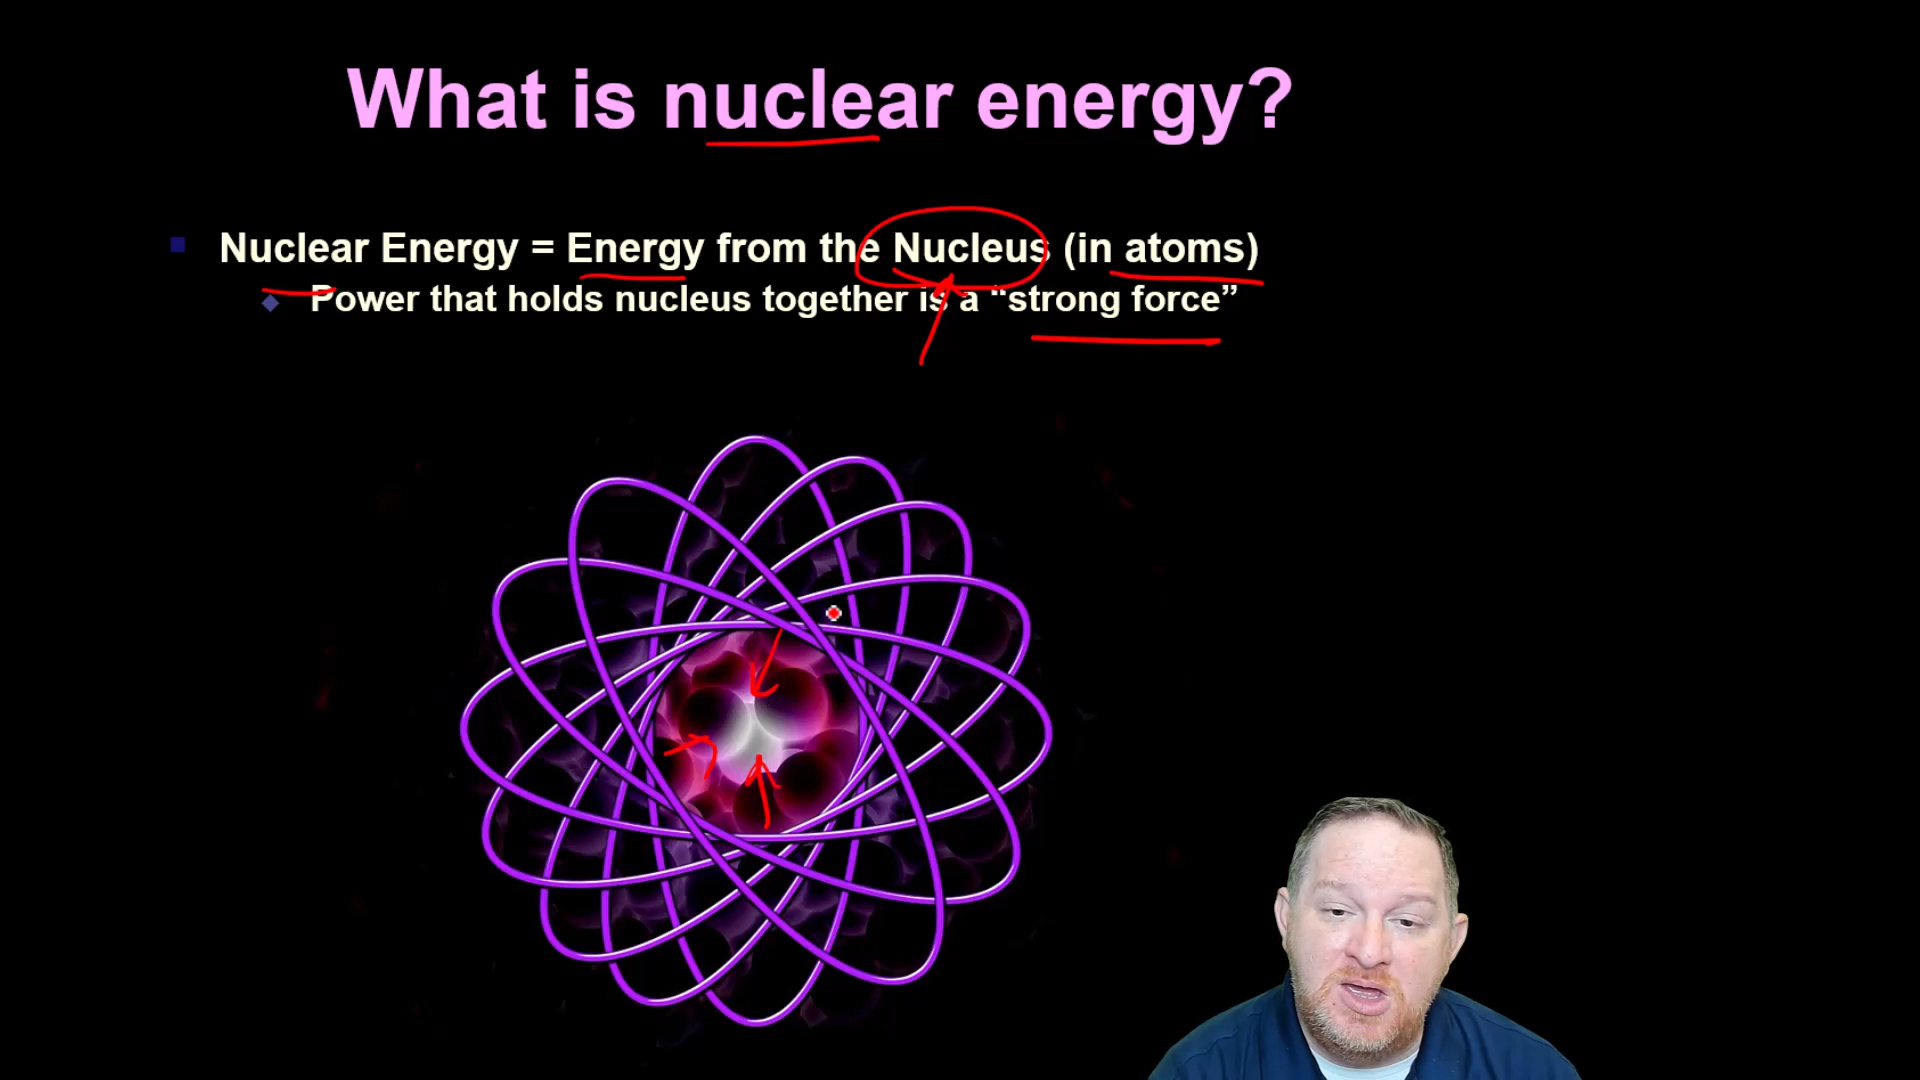 What is nuclear energy?
Nuclear Energy = Energy from the Nucleus (in atoms)
Power that holds nucleus together is a “strong force”